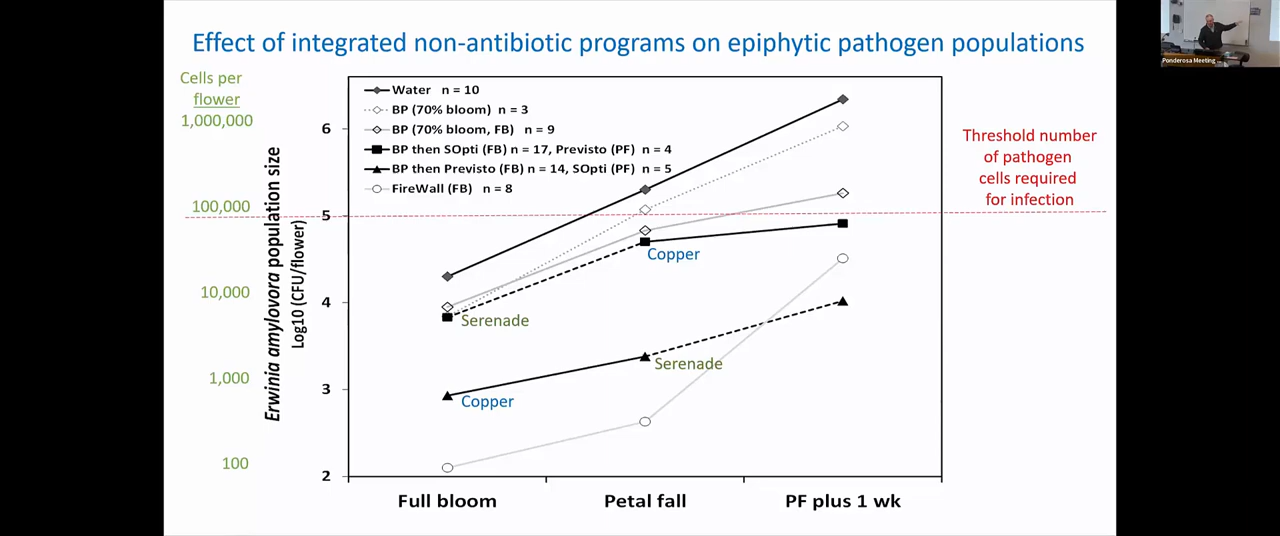 Effect of integrated non-antibiotic programs on epiphytic pathogen populations
Cells per
flower
1,000,000
100,000
10,000
1,000
100
Erwinia amylovora population size
Log10 (CFU/flower)
6
5
4
3
2
Water n = 10
BP (70% bloom) n = 3
BP (70% bloom, FB) n = 9
BP then SOpti (FB) n = 17, Previsto (PF) n = 4
BP then Previsto (FB) n = 14, SOpti (PF) n = 5
FireWall (FB) n = 8
Copper
Serenade
Serenade
Copper
Full bloom
Petal fall
PF plus 1 wk
Threshold number
of pathogen
cells required
for infection
Ponderosa Meeting ...